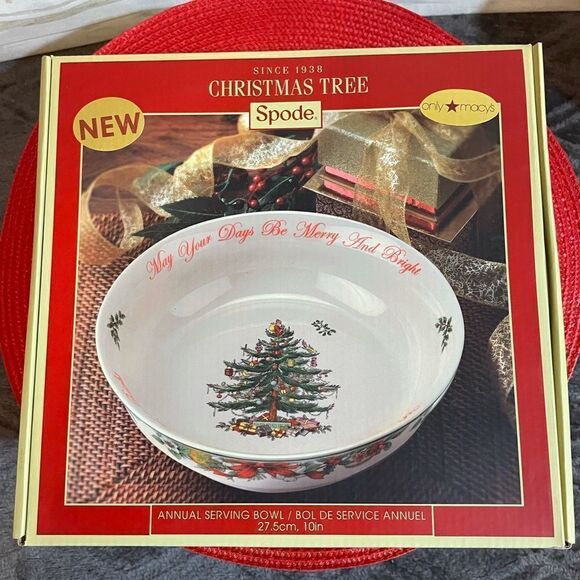 SINCE 1938
CHRISTMAS TREE
Spode®
NEW
only ★ macy's
May Your Days Be Merry And Bright
ANNUAL SERVING BOWL / BOL DE SERVICE ANNUEL
27.5cm, 10in